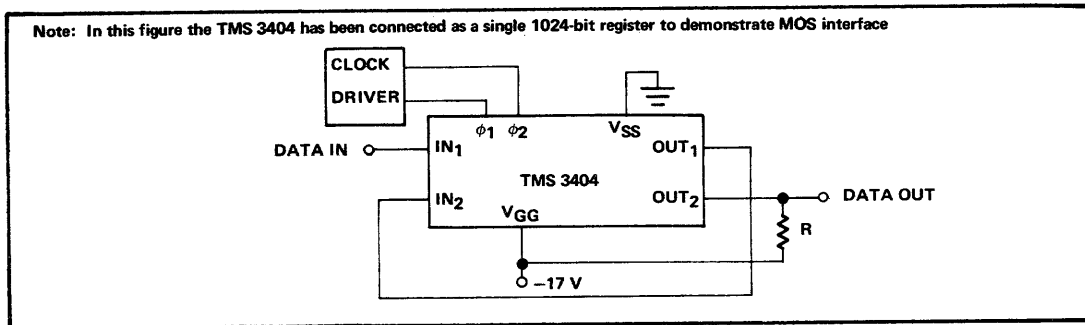 Note: In this figure the TMS 3404 has been connected as a single 1024-bit register to demonstrate MOS interface
CLOCK
DRIVER
ϕ1 ϕ2
VSS
DATA IN
IN1
OUT1
TMS 3404
IN2
OUT2
DATA OUT
VGG
R
−17 V